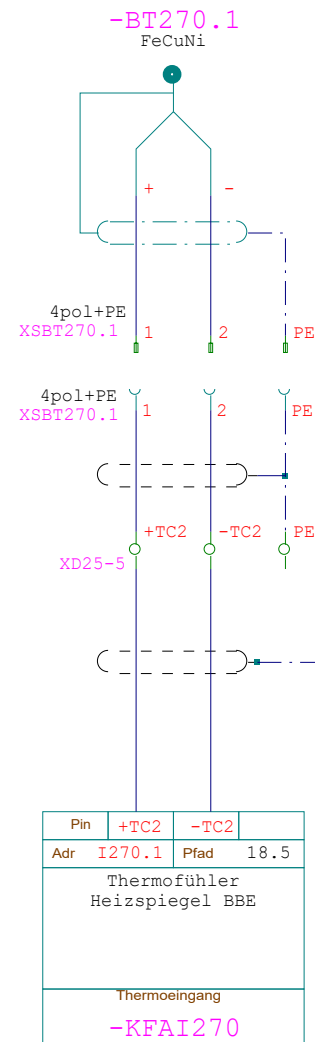 -BT270.1
FeCuNi
+ -
4pol+PE
XSBT270.1 1 2 PE
4pol+PE
XSBT270.1 1 2 PE
+TC2 -TC2 PE
XD25-5
Pin +TC2 -TC2
Adr I270.1 Pfad 18.5
Thermofühler
Heizspiegel BBE
Thermoeingang
-KFAI270